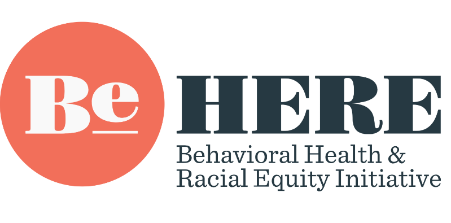 Be HERE
Behavioral Health &
Racial Equity Initiative